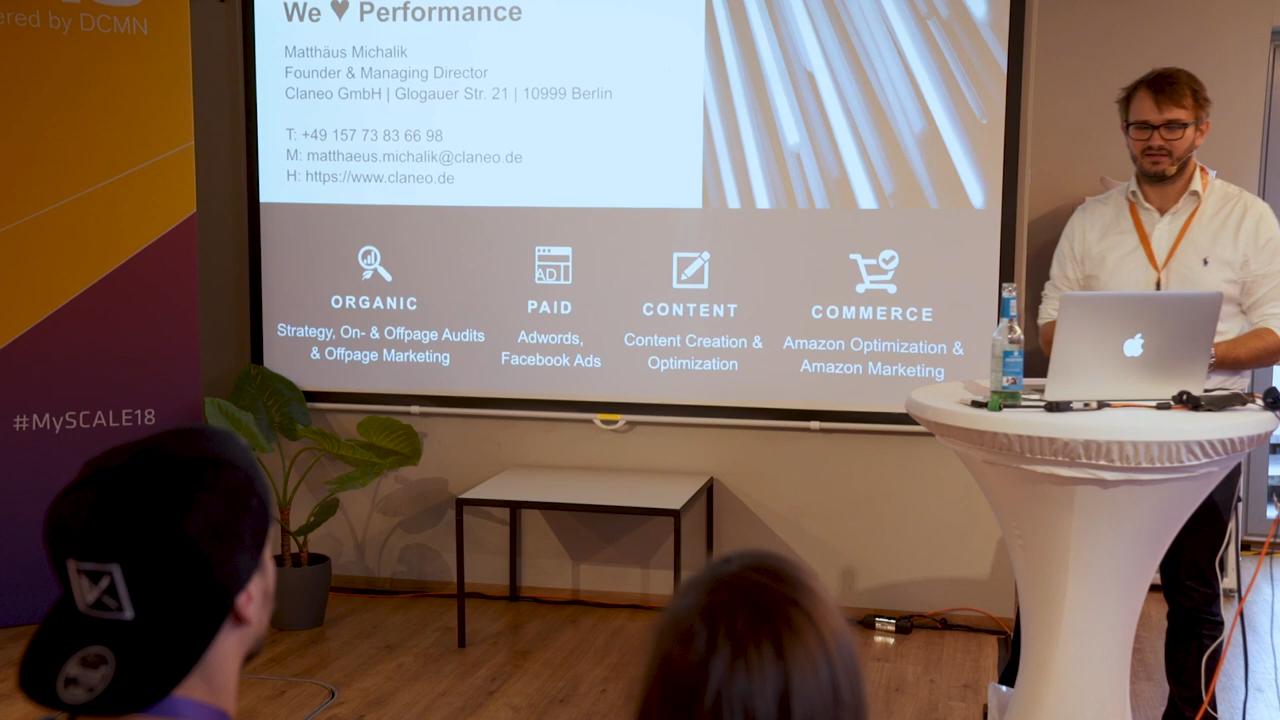 ered by DCMN
#MySCALE18
We ♥ Performance
Matthäus Michalik
Founder & Managing Director
Claneo GmbH | Glogauer Str. 21 | 10999 Berlin
T: +49 157 73 83 66 98
M: matthaeus.michalik@claneo.de
H: https://www.claneo.de
ORGANIC
Strategy, On- & Offpage Audits
& Offpage Marketing
AD
PAID
Adwords,
Facebook Ads
CONTENT
Content Creation &
Optimization
COMMERCE
Amazon Optimization &
Amazon Marketing